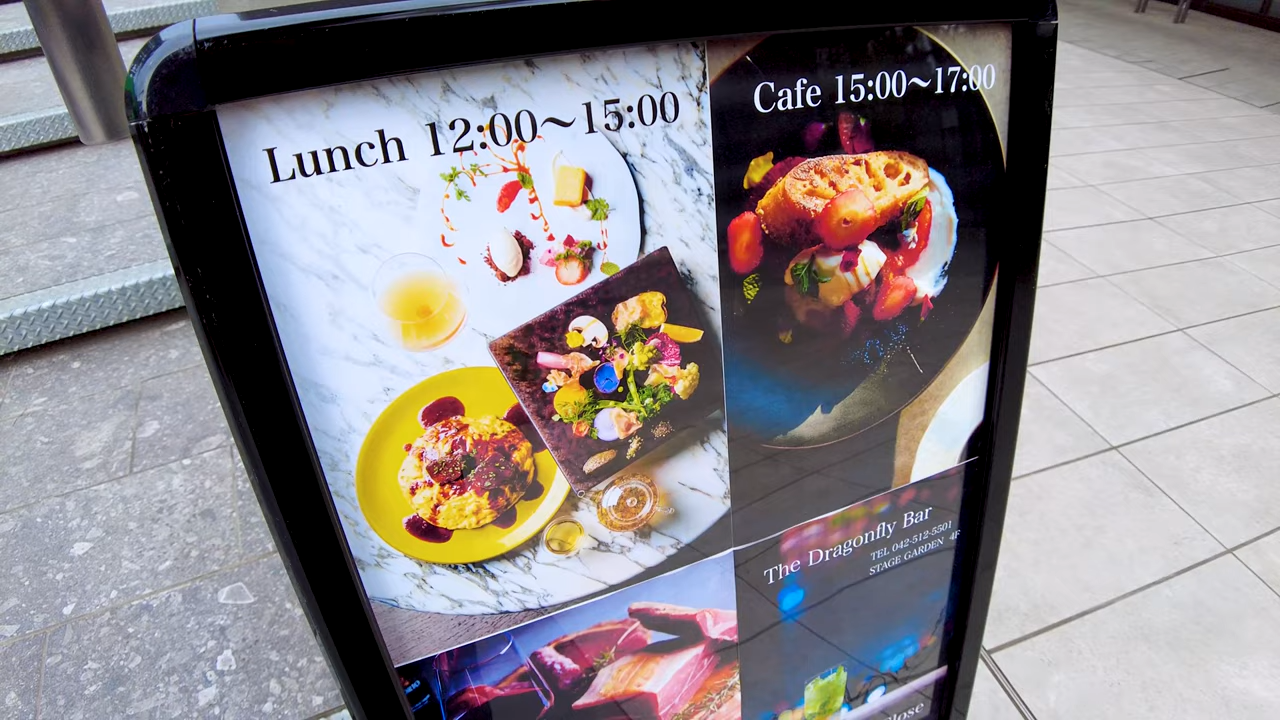 Lunch 12:00〜15:00
Cafe 15:00〜17:00
The Dragonfly Bar
TEL 042-512-5501
STAGE GARDEN 4F